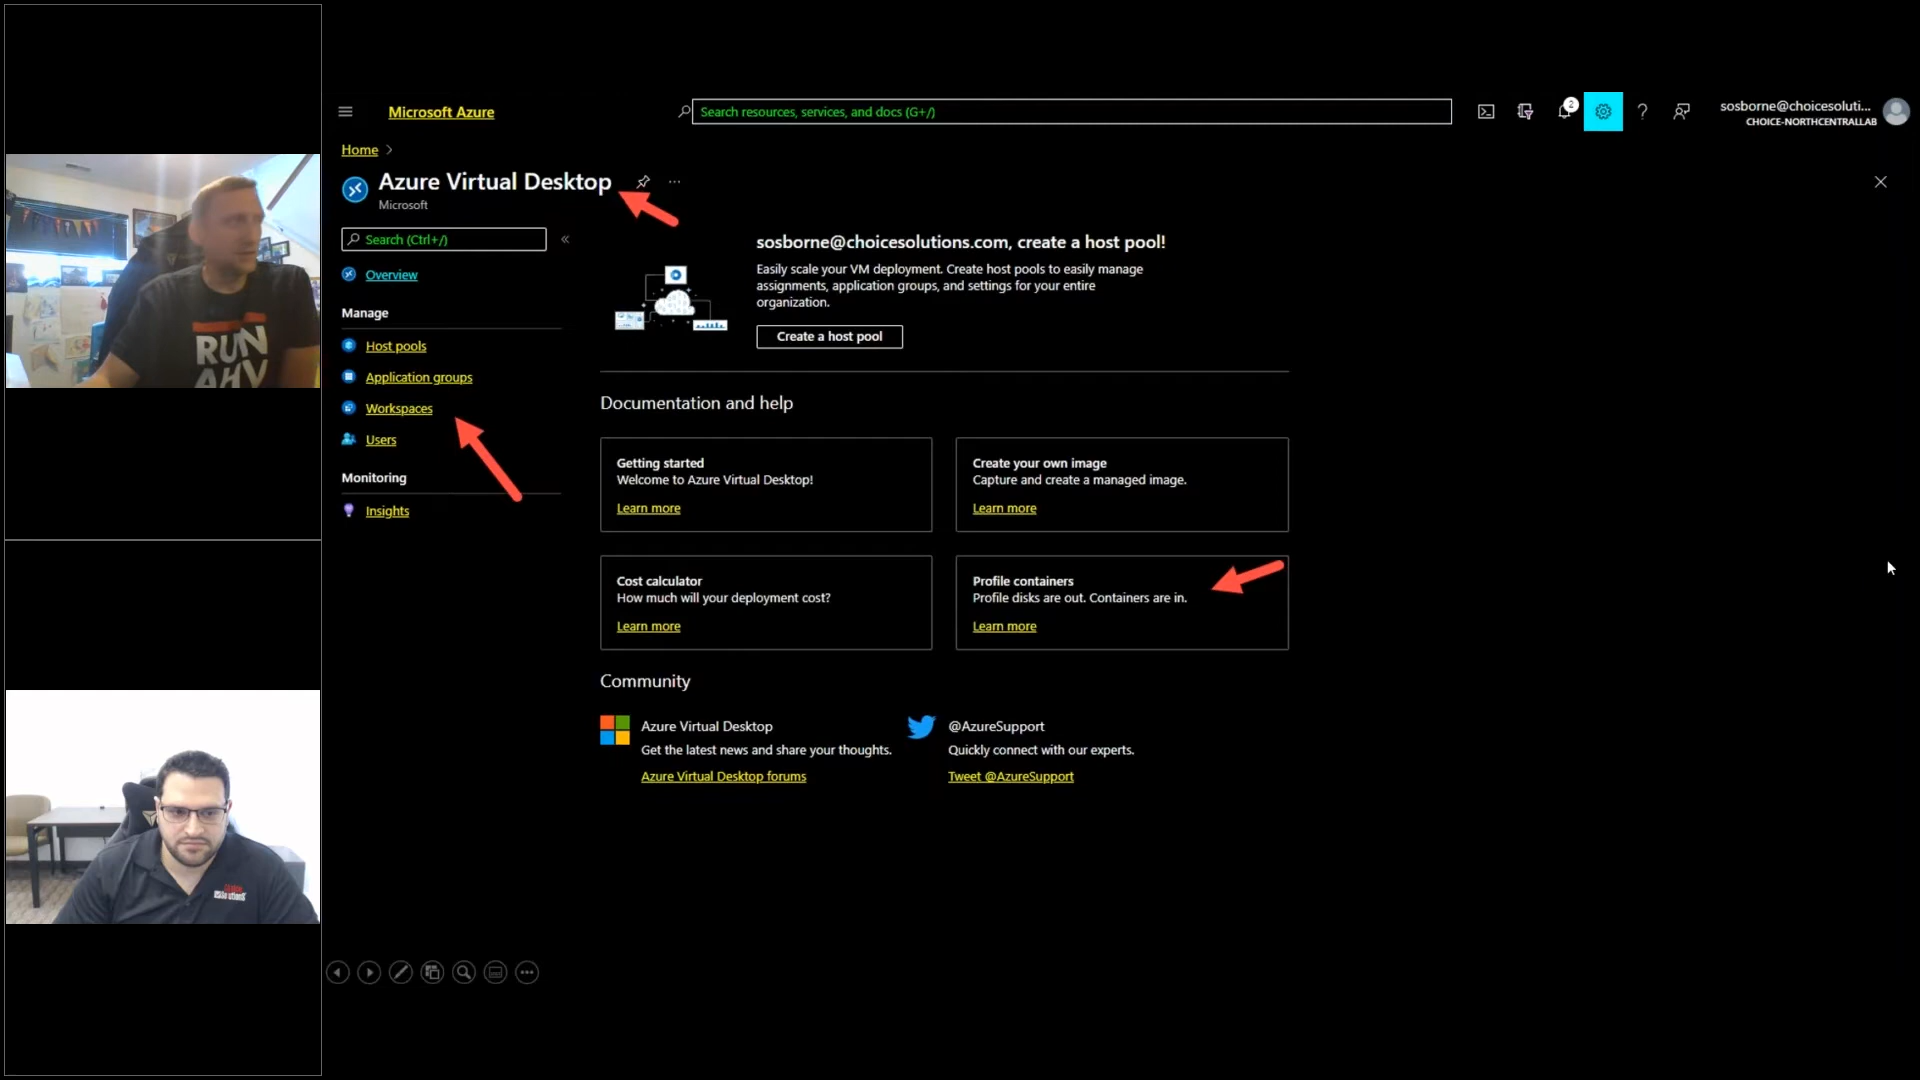 Microsoft Azure
Search resources, services, and docs (G+/)
2
sosborne@choicesoluti...
CHOICE-NORTHCENTRALLAB
Home
Azure Virtual Desktop
Microsoft
Search (Ctrl+/)
Overview
Manage
Host pools
Application groups
Workspaces
Users
Monitoring
Insights
sosborne@choicesolutions.com, create a host pool!
Easily scale your VM deployment. Create host pools to easily manage
assignments, application groups, and settings for your entire
organization.
Create a host pool
Documentation and help
Getting started
Welcome to Azure Virtual Desktop!
Learn more
Create your own image
Capture and create a managed image.
Learn more
Cost calculator
How much will your deployment cost?
Learn more
Profile containers
Profile disks are out. Containers are in.
Learn more
Community
Azure Virtual Desktop
Get the latest news and share your thoughts.
Azure Virtual Desktop forums
@AzureSupport
Quickly connect with our experts.
Tweet @AzureSupport
RUN
AHV